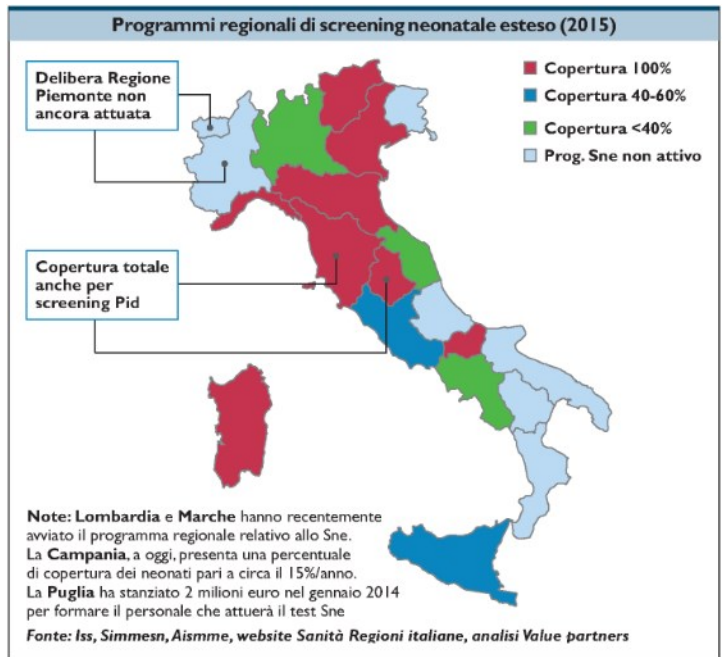 Programmi regionali di screening neonatale esteso (2015)
Delibera Regione
Piemonte non
ancora attuata
Copertura 100%
Copertura 40-60%
Copertura <40%
Prog. Sne non attivo
Copertura totale
anche per
screening Pid
Note: Lombardia e Marche hanno recentemente
avviato il programma regionale relativo allo Sne.
La Campania, a oggi, presenta una percentuale
di copertura dei neonati pari a circa il 15%/anno.
La Puglia ha stanziato 2 milioni euro nel gennaio 2014
per formare il personale che attuerà il test Sne
Fonte: Iss, Simmesn, Aismme, website Sanità Regioni italiane, analisi Value partners